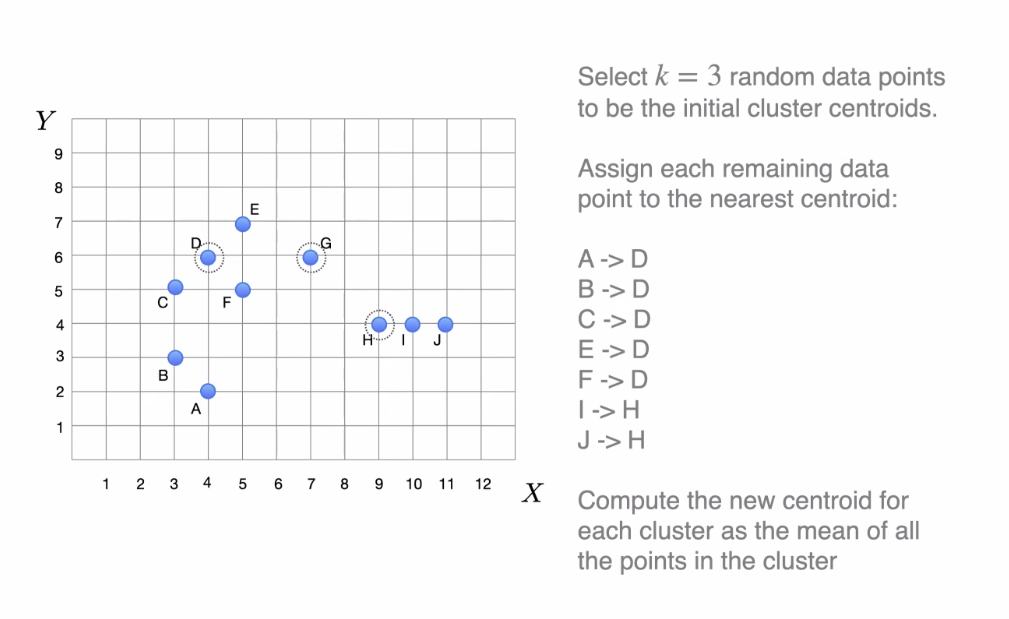 Select k = 3 random data points
to be the initial cluster centroids.
Assign each remaining data
point to the nearest centroid:
A -> D
B -> D
C -> D
E -> D
F -> D
I -> H
J -> H
Compute the new centroid for
each cluster as the mean of all
the points in the cluster
Y
9
8
7
6
5
4
3
2
1
E
D
G
C
F
H
I
J
B
A
1 2 3 4 5 6 7 8 9 10 11 12
X